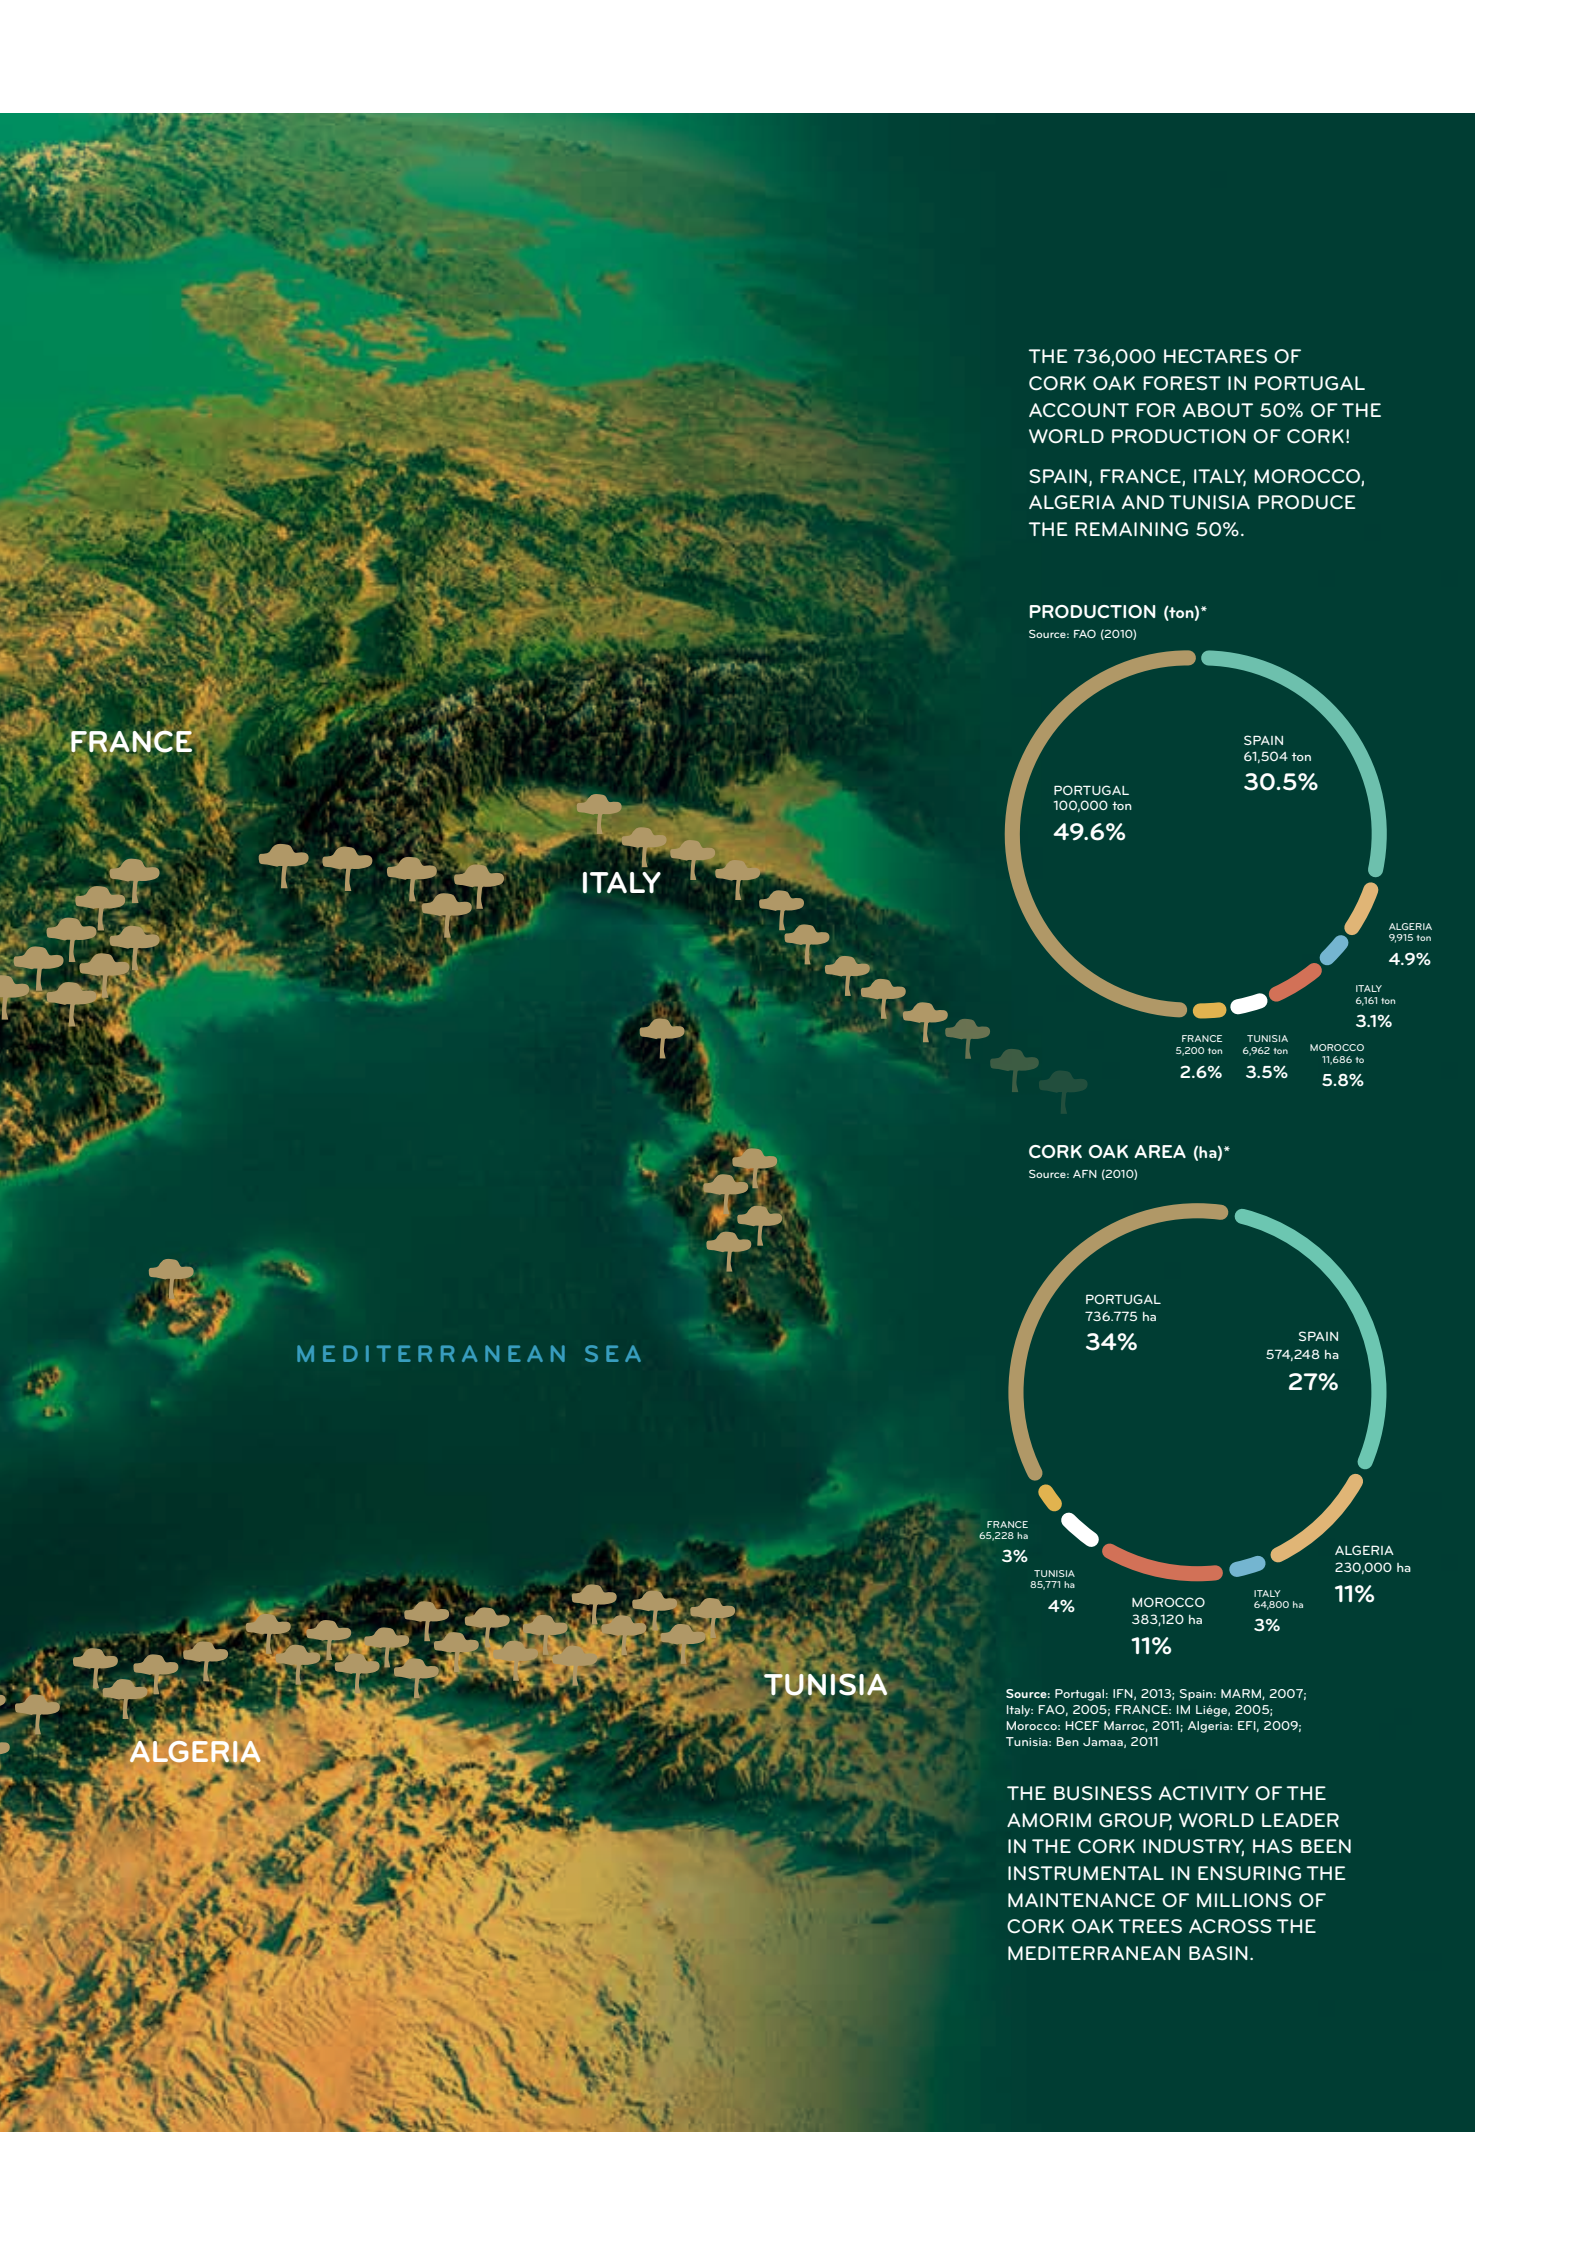 THE 736,000 HECTARES OF
CORK OAK FOREST IN PORTUGAL
ACCOUNT FOR ABOUT 50% OF THE
WORLD PRODUCTION OF CORK!
SPAIN, FRANCE, ITALY, MOROCCO,
ALGERIA AND TUNISIA PRODUCE
THE REMAINING 50%.
PRODUCTION (ton)*
Source: FAO (2010)
SPAIN
61,504 ton
30.5%
PORTUGAL
100,000 ton
49.6%
ALGERIA
9,915 ton
4.9%
ITALY
6,161 ton
3.1%
FRANCE
5,200 ton
2.6%
TUNISIA
6,962 ton
3.5%
MOROCCO
11,686 to
5.8%
FRANCE
ITALY
MEDITERRANEAN SEA
TUNISIA
ALGERIA
CORK OAK AREA (ha)*
Source: AFN (2010)
PORTUGAL
736.775 ha
34%
SPAIN
574,248 ha
27%
FRANCE
65,228 ha
3%
TUNISIA
85,771 ha
4%
MOROCCO
383,120 ha
11%
ITALY
64,800 ha
3%
ALGERIA
230,000 ha
11%
Source: Portugal: IFN, 2013; Spain: MARM, 2007;
Italy: FAO, 2005; FRANCE: IM Liége, 2005;
Morocco: HCEF Marroc, 2011; Algeria: EFI, 2009;
Tunisia: Ben Jamaa, 2011
THE BUSINESS ACTIVITY OF THE
AMORIM GROUP, WORLD LEADER
IN THE CORK INDUSTRY, HAS BEEN
INSTRUMENTAL IN ENSURING THE
MAINTENANCE OF MILLIONS OF
CORK OAK TREES ACROSS THE
MEDITERRANEAN BASIN.